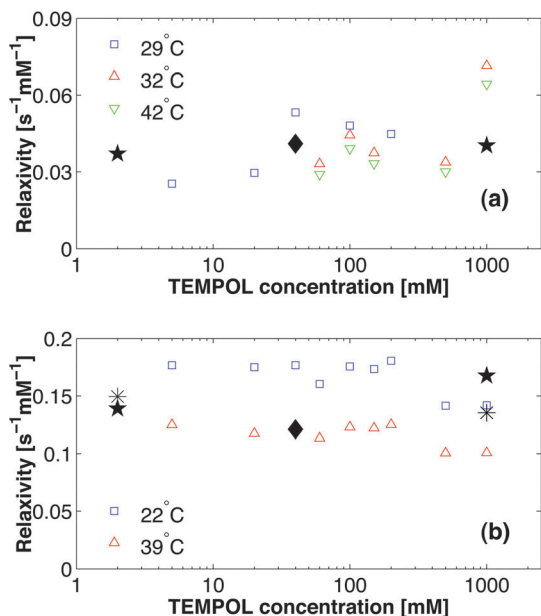 0.09
29°C
32°C
0.06
42°C
Relaxivity [s⁻¹mM⁻¹]
0.03
(a)
0
1 10 100 1000
TEMPOL concentration [mM]
0.2
0.15
Relaxivity [s⁻¹mM⁻¹]
0.1
0.05
22°C
39°C
(b)
0
1 10 100 1000
TEMPOL concentration [mM]